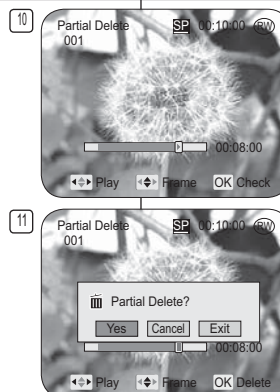 10
Partial Delete SP 00:10:00 RW
001
00:08:00
Play Frame OK Check
11
Partial Delete SP 00:10:00 RW
001
Partial Delete?
Yes Cancel Exit
00:08:00
Play Frame OK Delete